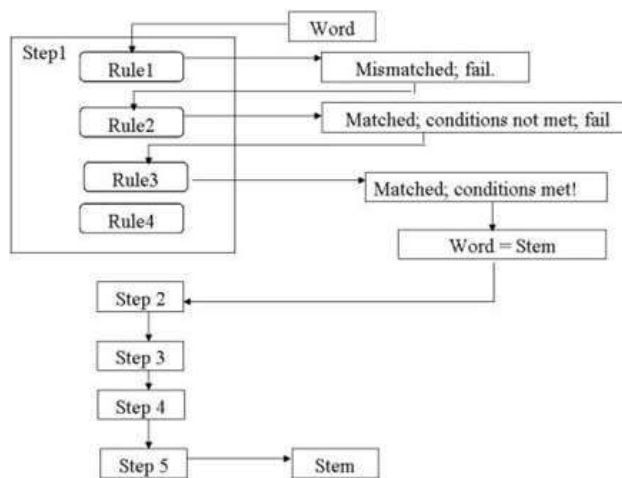 Word
Step1
Rule1
Mismatched; fail.
Rule2
Matched; conditions not met; fail
Rule3
Matched; conditions met!
Rule4
Word = Stem
Step 2
Step 3
Step 4
Step 5
Stem